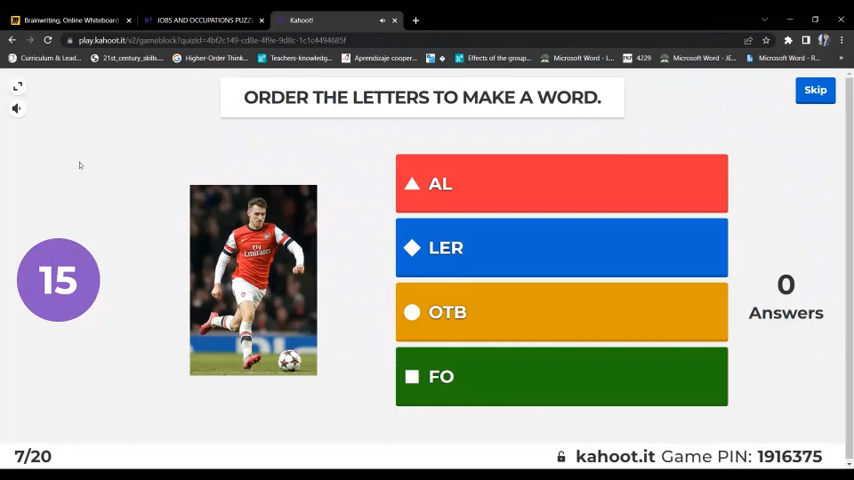 Brainwriting, Online Whiteboard
JOBS AND OCCUPATIONS PUZZ
Kahoot!
play.kahoot.it/v2/gameblock?quizId=4bf2c149-cd8e-4f9e-9d8c-1c1c4494685f
Curriculum & Lead...
21st_century_skills...
Higher-Order Think...
Teachers-knowledg...
Aprendizaje cooper...
Effects of the group...
Microsoft Word - L...
4229
Microsoft Word - JE...
Microsoft Word - R...
ORDER THE LETTERS TO MAKE A WORD.
Skip
AL
LER
15
Fly
Emirates
OTB
0
Answers
FO
7/20
kahoot.it Game PIN: 1916375